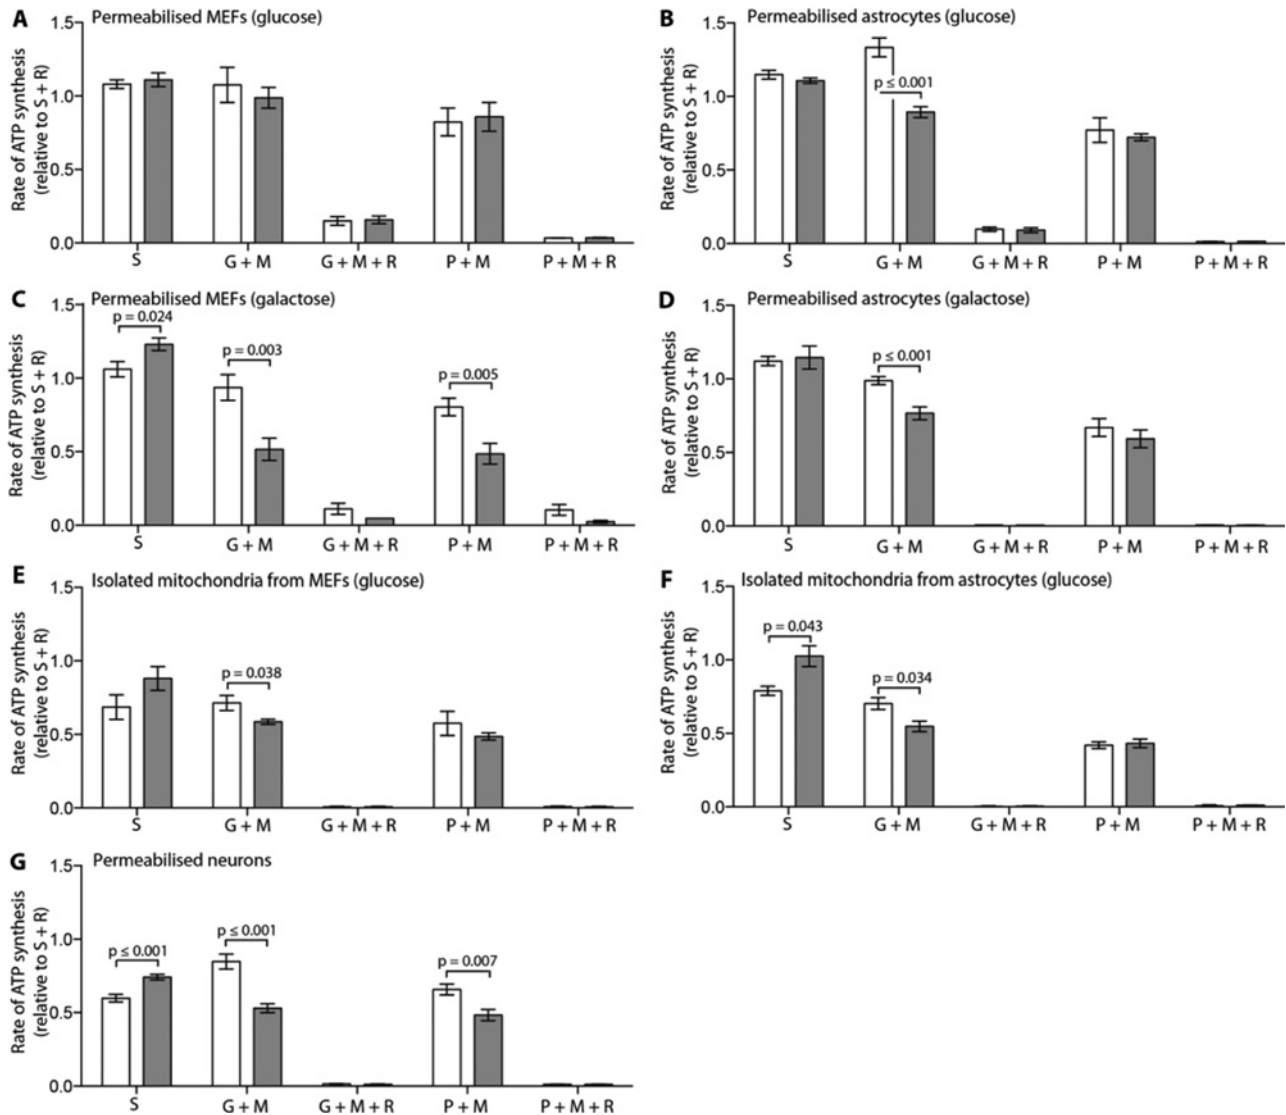 A Permeabilised MEFs (glucose)
Rate of ATP synthesis
(relative to S + R)
1.5
1.0
0.5
0.0
S G + M G + M + R P + M P + M + R
B Permeabilised astrocytes (glucose)
Rate of ATP synthesis
(relative to S + R)
1.5
1.0
0.5
0.0
p ≤ 0.001
S G + M G + M + R P + M P + M + R
C Permeabilised MEFs (galactose)
Rate of ATP synthesis
(relative to S + R)
1.5
1.0
0.5
0.0
p = 0.024
p = 0.003
p = 0.005
S G + M G + M + R P + M P + M + R
D Permeabilised astrocytes (galactose)
Rate of ATP synthesis
(relative to S + R)
1.5
1.0
0.5
0.0
p ≤ 0.001
S G + M G + M + R P + M P + M + R
E Isolated mitochondria from MEFs (glucose)
Rate of ATP synthesis
(relative to S + R)
1.5
1.0
0.5
0.0
p = 0.038
S G + M G + M + R P + M P + M + R
F Isolated mitochondria from astrocytes (glucose)
Rate of ATP synthesis
(relative to S + R)
1.5
1.0
0.5
0.0
p = 0.043
p = 0.034
S G + M G + M + R P + M P + M + R
G Permeabilised neurons
Rate of ATP synthesis
(relative to S + R)
1.5
1.0
0.5
0.0
p ≤ 0.001
p ≤ 0.001
p = 0.007
S G + M G + M + R P + M P + M + R